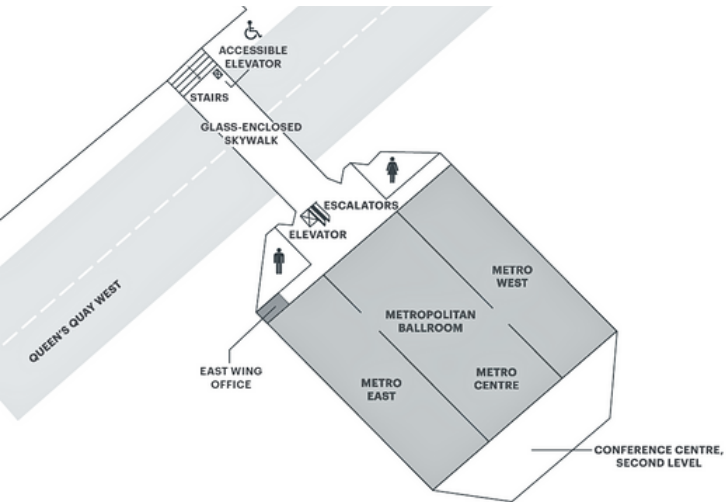 ACCESSIBLE
ELEVATOR
STAIRS
GLASS-ENCLOSED
SKYWALK
ESCALATORS
ELEVATOR
METRO
WEST
METROPOLITAN
BALLROOM
QUEEN'S QUAY WEST
EAST WING
OFFICE
METRO
EAST
METRO
CENTRE
CONFERENCE CENTRE,
SECOND LEVEL